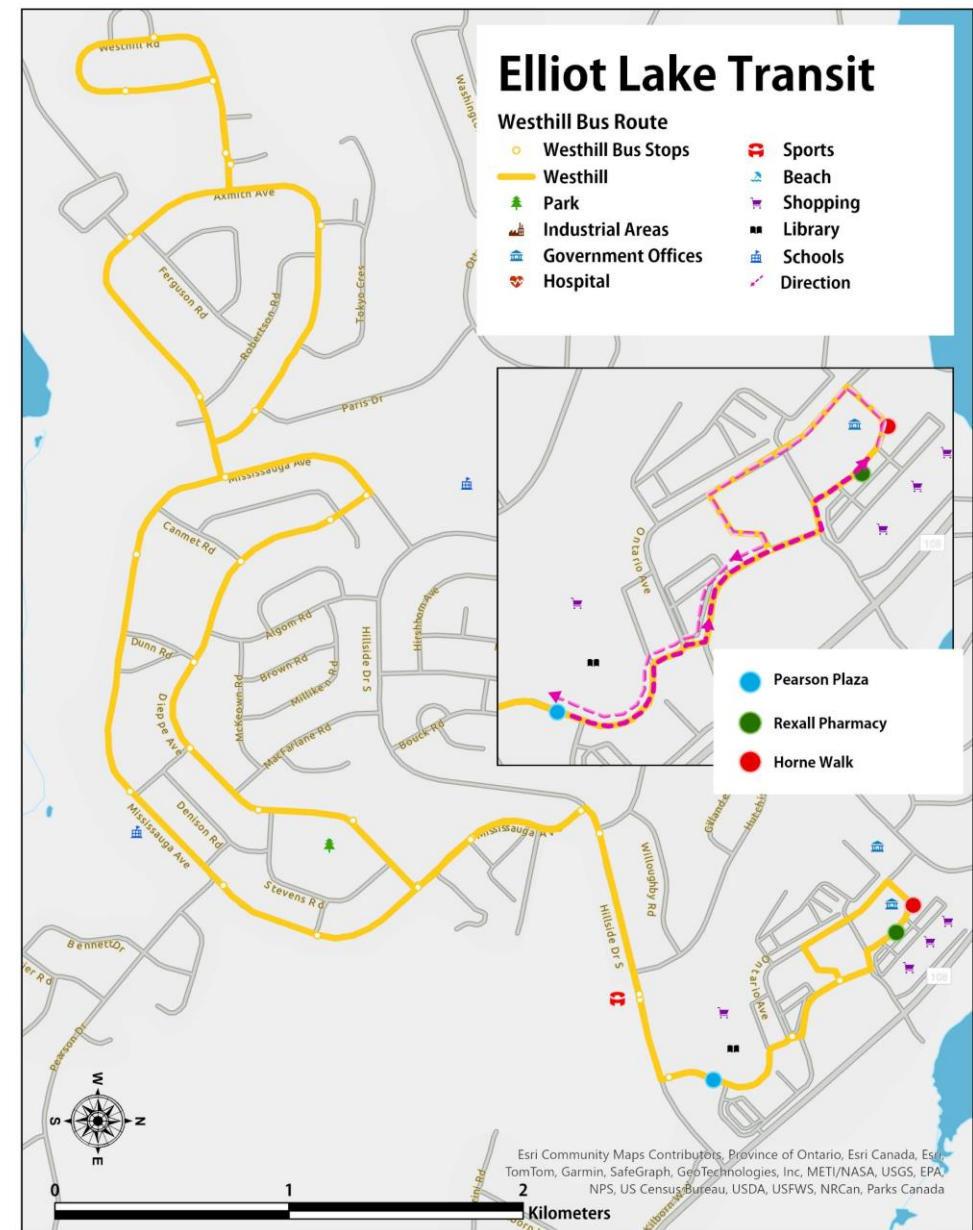 Elliot Lake Transit
Westhill Bus Route
Westhill Bus Stops
Westhill
Park
Industrial Areas
Government Offices
Hospital
Sports
Beach
Shopping
Library
Schools
Direction
Westhill Rd
Axmith Ave
Ferguson Rd
Robertson Rd
Tokyo Cres
Paris Dr
Mississauga Ave
Canmet Rd
Dunn Rd
Dieppe Ave
Algom Rd
Brown Rd
Milliken Rd
McKeown Rd
MacFarlane Rd
Hillside Dr S
Hirshhorn Ave
Bouck Rd
Ontario Ave
108
Pearson Plaza
Rexall Pharmacy
Horne Walk
Mississauga Ave
Denison Rd
Stevens Rd
Mississauga Av
Willoughby Rd
Hillside Dr S
Bennett Dr
Pearson Dr
Ontario Ave
108
W
S
N
E
0 1 2
Kilometers
Esri Community Maps Contributors, Province of Ontario, Esri Canada, Esri,
TomTom, Garmin, SafeGraph, GeoTechnologies, Inc, METI/NASA, USGS, EPA,
NPS, US Census Bureau, USDA, USFWS, NRCan, Parks Canada